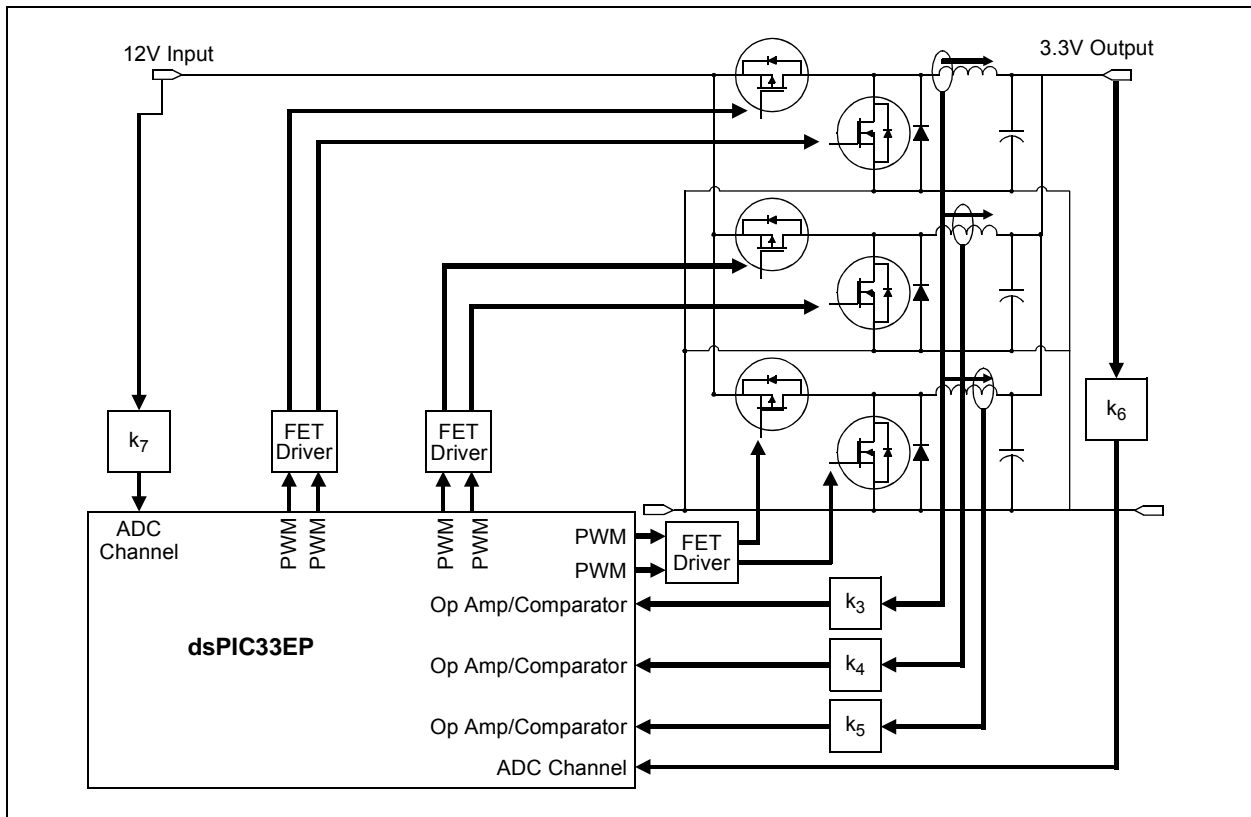 12V Input
3.3V Output
k7
FET
Driver
FET
Driver
k6
ADC
Channel
PWM
PWM
PWM
PWM
PWM
PWM
FET
Driver
Op Amp/Comparator
k3
dsPIC33EP
Op Amp/Comparator
k4
Op Amp/Comparator
k5
ADC Channel